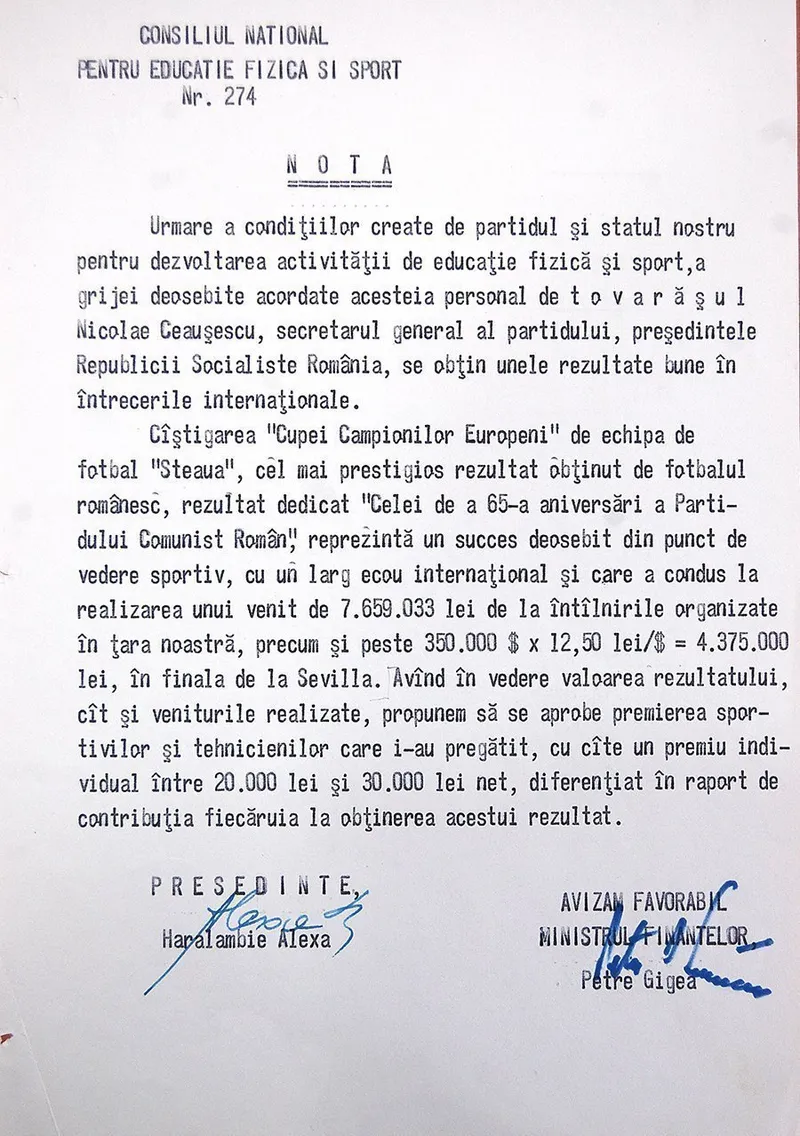 CONSILIUL NATIONAL
PENTRU EDUCATIE FIZICA SI SPORT
Nr. 274
N O T A
Urmare a condiţiilor create de partidul şi statul nostru
pentru dezvoltarea activităţii de educaţie fizică şi sport,a
grijei deosebite acordate acesteia personal de t o v a r ă ş u l
Nicolae Ceauşescu, secretarul general al partidului, preşedintele
Republicii Socialiste România, se obţin unele rezultate bune în
întrecerile internaţionale.
Cîştigarea "Cupei Campionilor Europeni" de echipa de
fotbal "Steaua", cel mai prestigios rezultat obţinut de fotbalul
românesc, rezultat dedicat "Celei de a 65-a aniversări a Parti-
dului Comunist Român", reprezintă un succes deosebit din punct de
vedere sportiv, cu un larg ecou internaţional şi care a condus la
realizarea unui venit de 7.659.033 lei de la întîlnirile organizate
în ţara noastră, precum şi peste 350.000 $ x 12,50 lei/$ = 4.375.000
lei, în finala de la Sevilla. Avînd în vedere valoarea rezultatului,
cît şi veniturile realizate, propunem să se aprobe premierea spor-
tivilor şi tehnicienilor care i-au pregătit, cu cîte un premiu indi-
vidual între 20.000 lei şi 30.000 lei net, diferenţiat în raport de
contribuţia fiecăruia la obţinerea acestui rezultat.
P R E S E D I N T E,
Haralambie Alexa
AVIZAM FAVORABIL
MINISTRUL FINANTELOR,
Petre Gigea